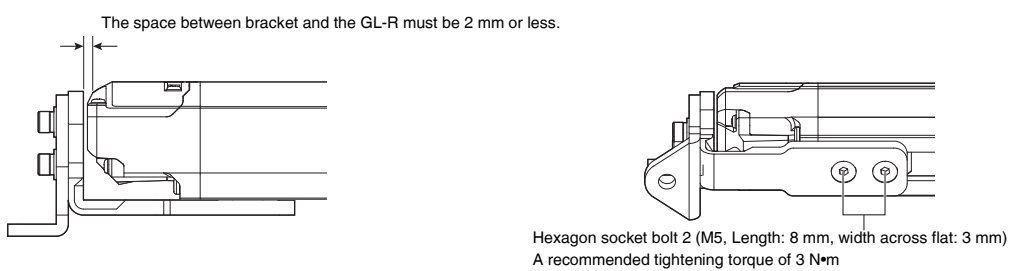 The space between bracket and the GL-R must be 2 mm or less.
Hexagon socket bolt 2 (M5, Length: 8 mm, width across flat: 3 mm)
A recommended tightening torque of 3 N•m